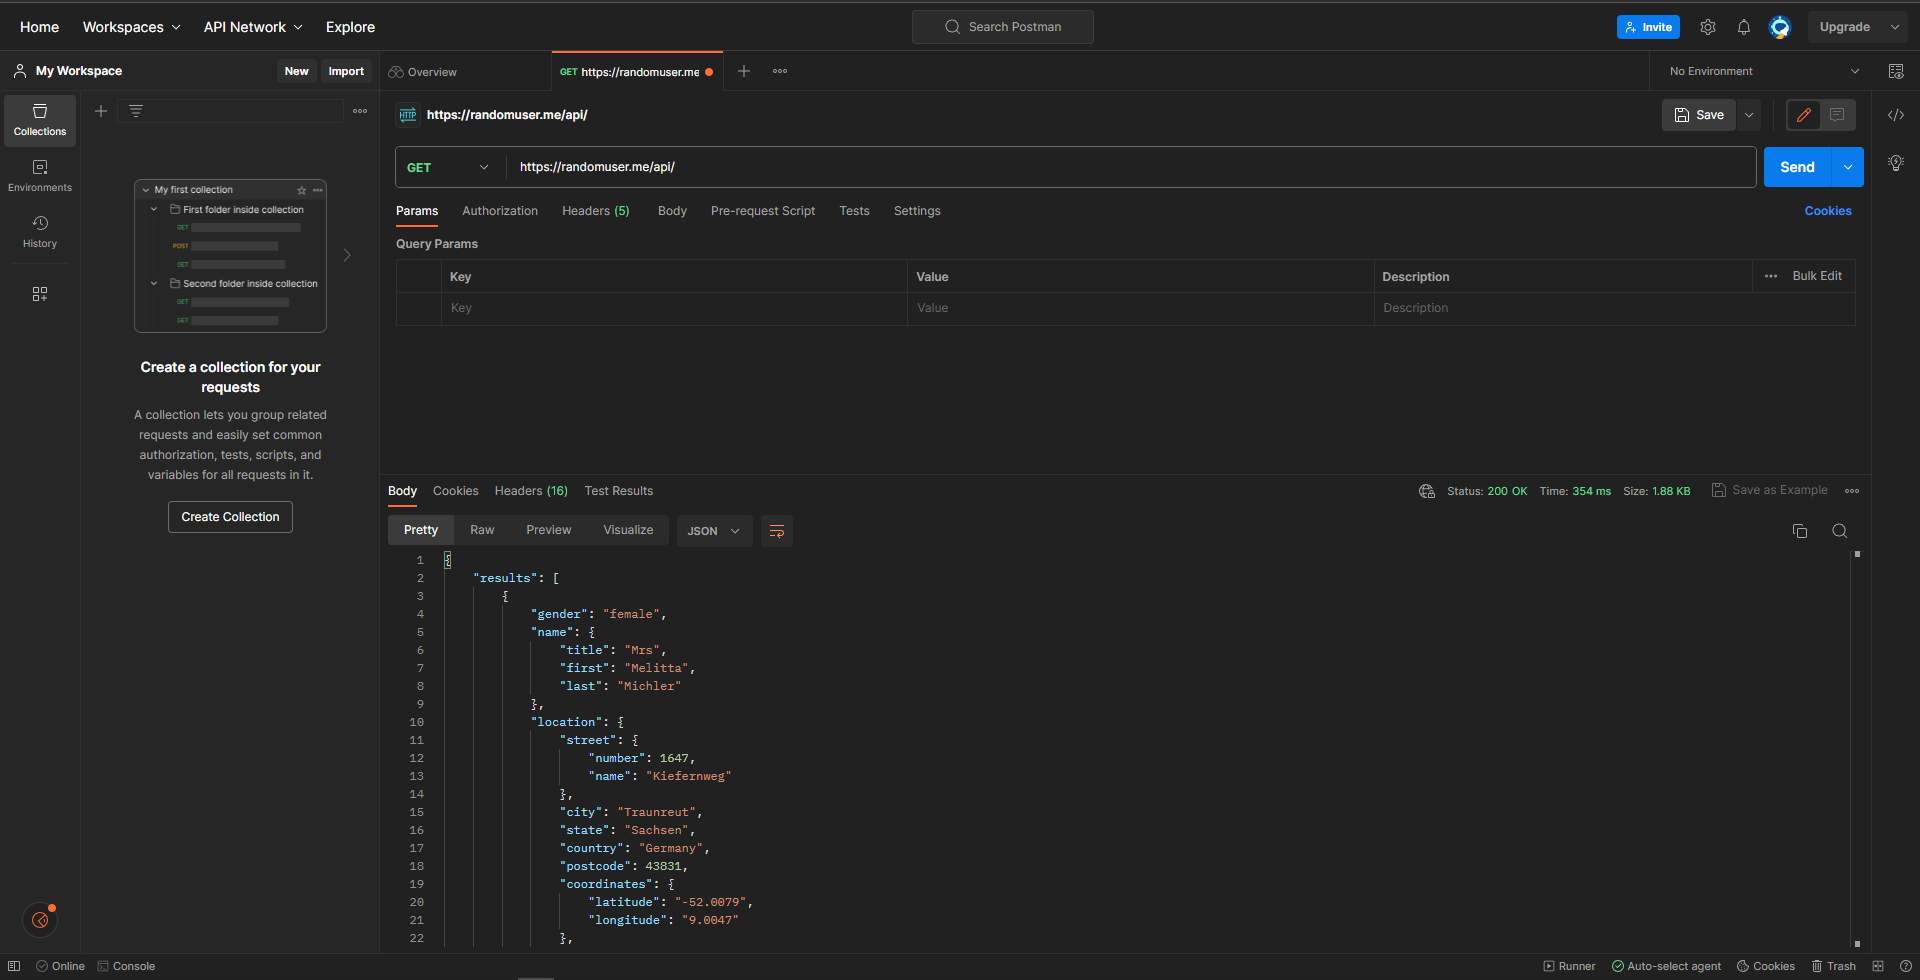 Home Workspaces API Network Explore Search Postman Invite Upgrade
My Workspace New Import Overview GET https://randomuser.me No Environment
Collections
Environments
History
My first collection
First folder inside collection
GET
POST
GET
Second folder inside collection
GET
GET
Create a collection for your
requests
A collection lets you group related
requests and easily set common
authorization, tests, scripts, and
variables for all requests in it.
Create Collection
HTTP https://randomuser.me/api/ Save
GET https://randomuser.me/api/ Send
Params Authorization Headers (5) Body Pre-request Script Tests Settings Cookies
Query Params
Key Value Description Bulk Edit
Key Value Description
Body Cookies Headers (16) Test Results Status: 200 OK Time: 354 ms Size: 1.88 KB Save as Example
Pretty Raw Preview Visualize JSON
1 {
2 "results": [
3 {
4 "gender": "female",
5 "name": {
6 "title": "Mrs",
7 "first": "Melitta",
8 "last": "Michler"
9 },
10 "location": {
11 "street": {
12 "number": 1647,
13 "name": "Kiefernweg"
14 },
15 "city": "Traunreut",
16 "state": "Sachsen",
17 "country": "Germany",
18 "postcode": 43831,
19 "coordinates": {
20 "latitude": "-52.0079",
21 "longitude": "9.0047"
22 },
Online Console Runner Auto-select agent Cookies Trash